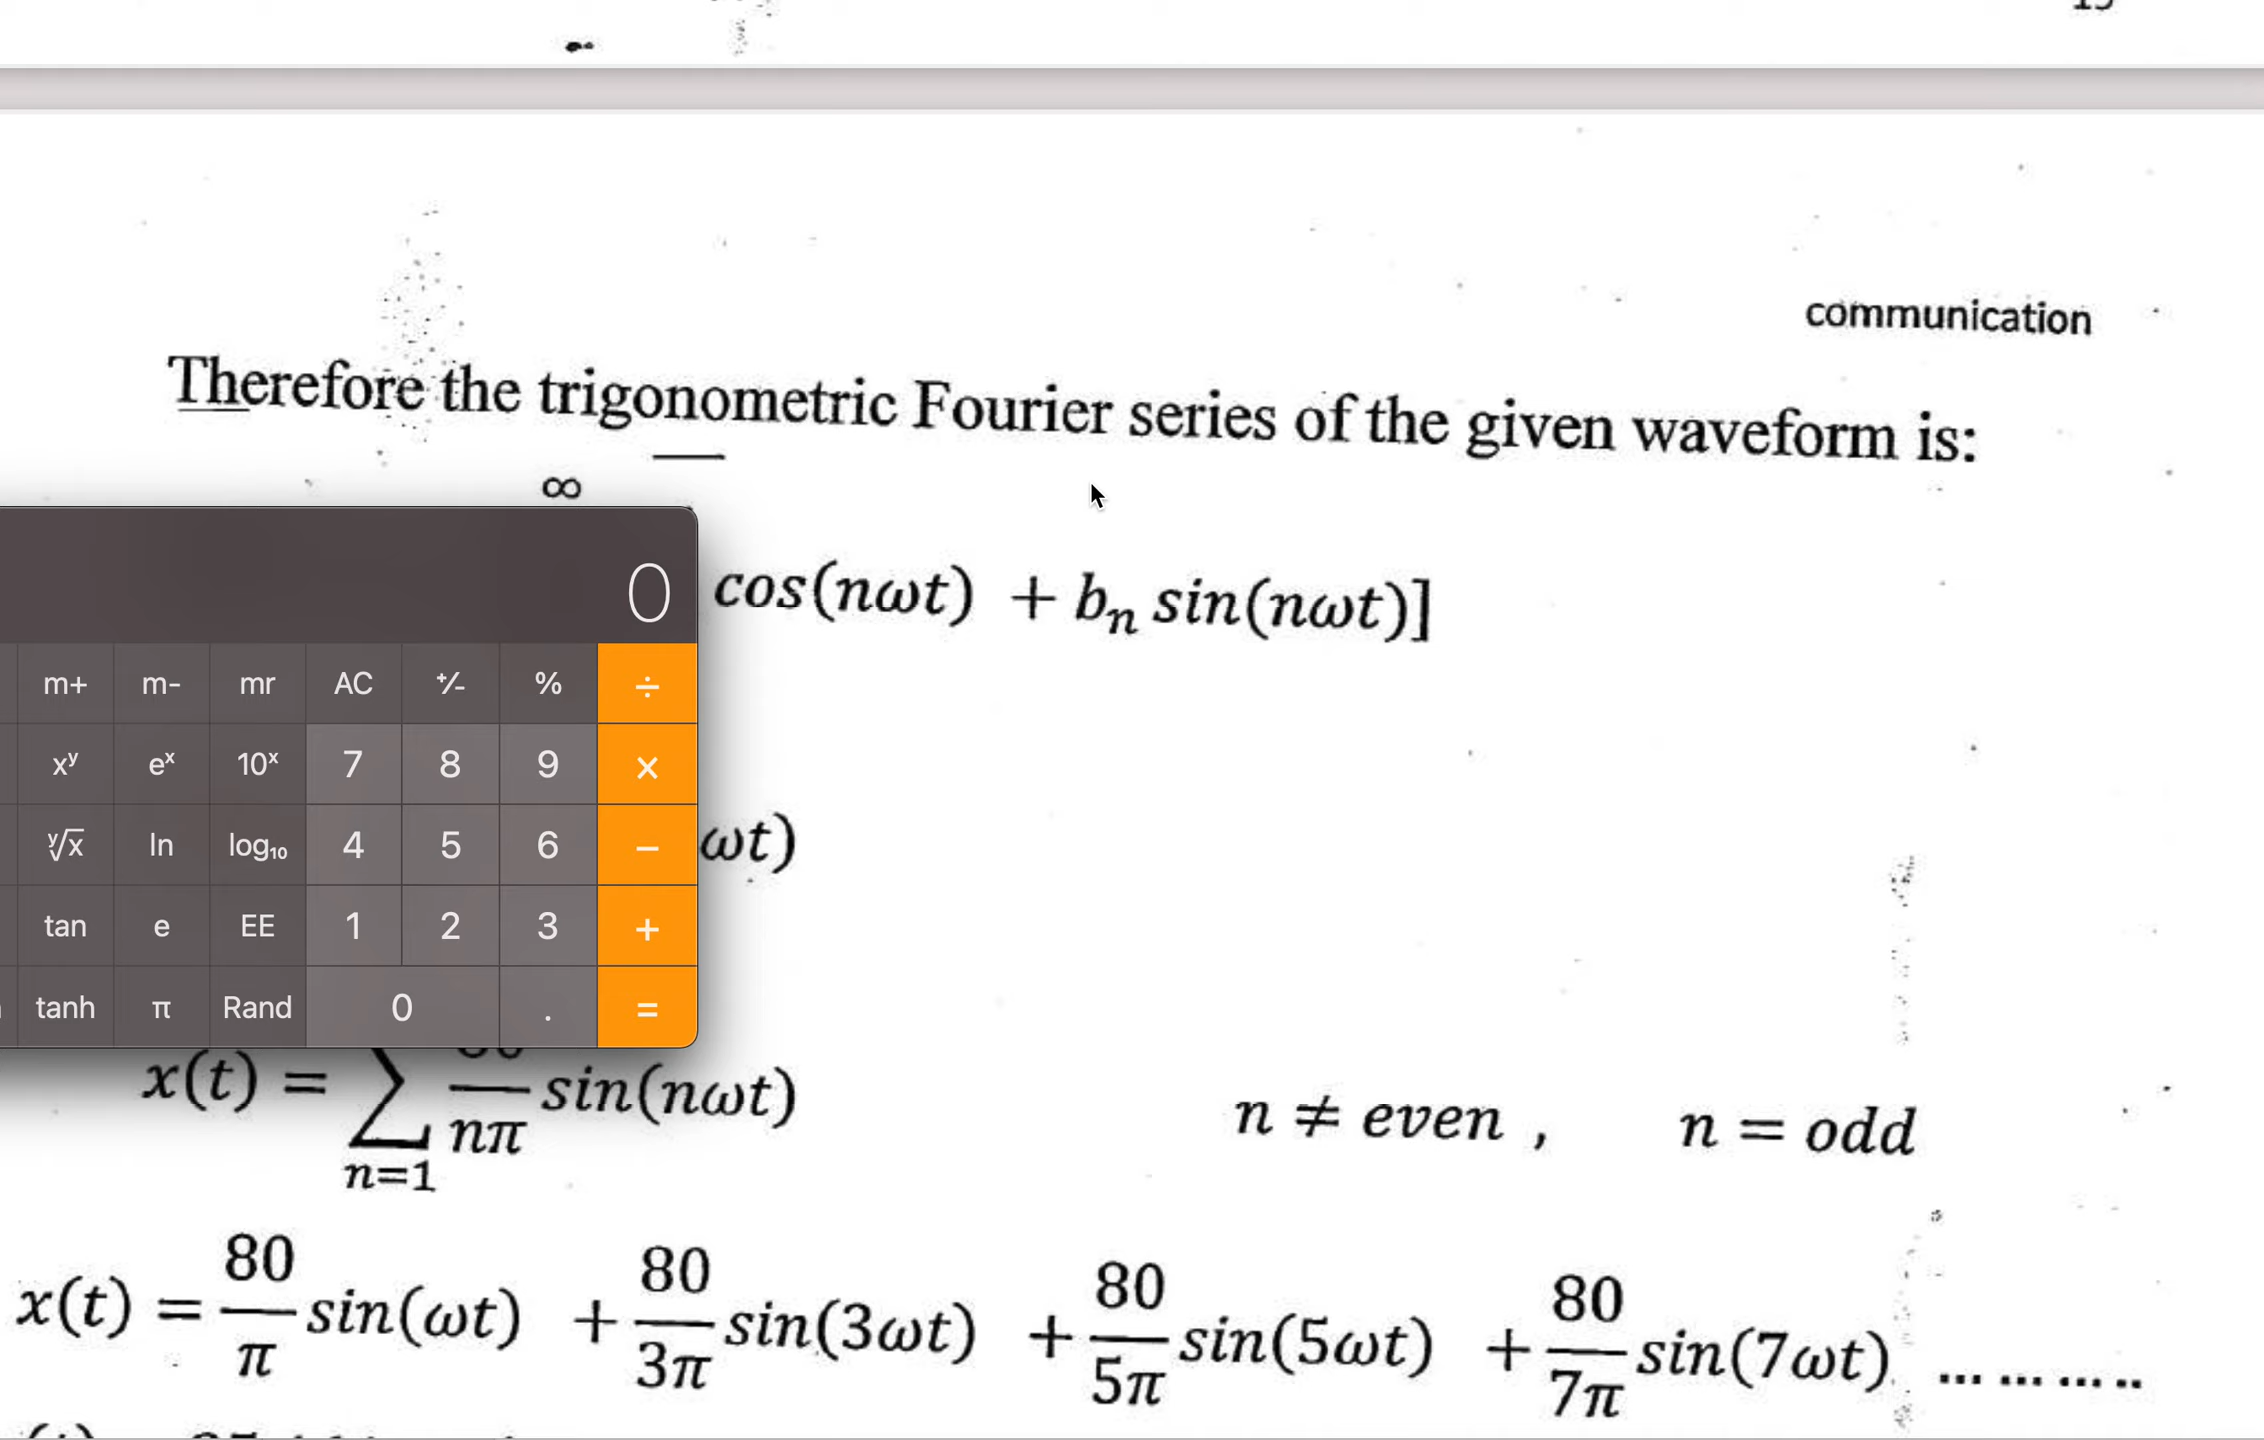 communication
Therefore the trigonometric Fourier series of the given waveform is:
∞
cos(nωt) + bₙ sin(nωt)]
0
m+ m- mr AC +/- % ÷
xʸ eˣ 10ˣ 7 8 9 ×
ʸ√x ln log₁₀ 4 5 6 −
ωt)
tan e EE 1 2 3 +
tanh π Rand 0 . =
x(t) = ∑ n=1 /nπ sin(nωt) n ≠ even , n = odd
x(t) = 80/π sin(ωt) + 80/3π sin(3ωt) + 80/5π sin(5ωt) + 80/7π sin(7ωt) ... ... ... ..